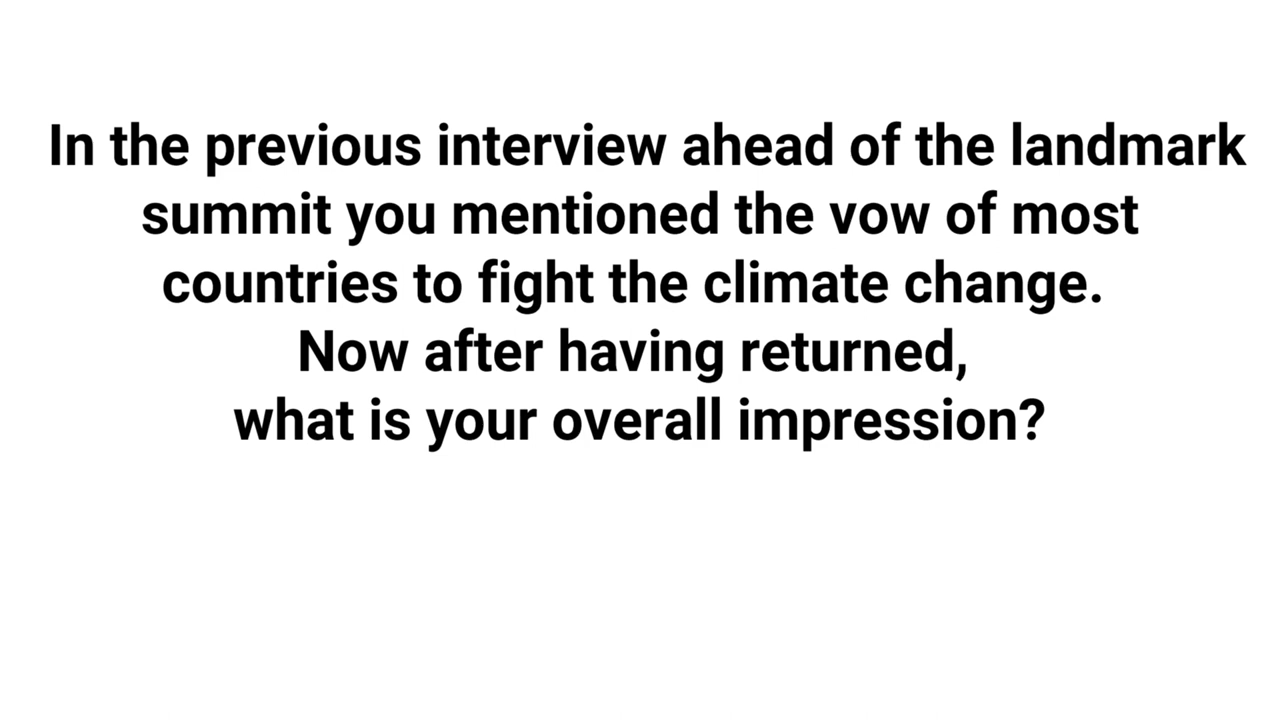 In the previous interview ahead of the landmark
summit you mentioned the vow of most
countries to fight the climate change.
Now after having returned,
what is your overall impression?